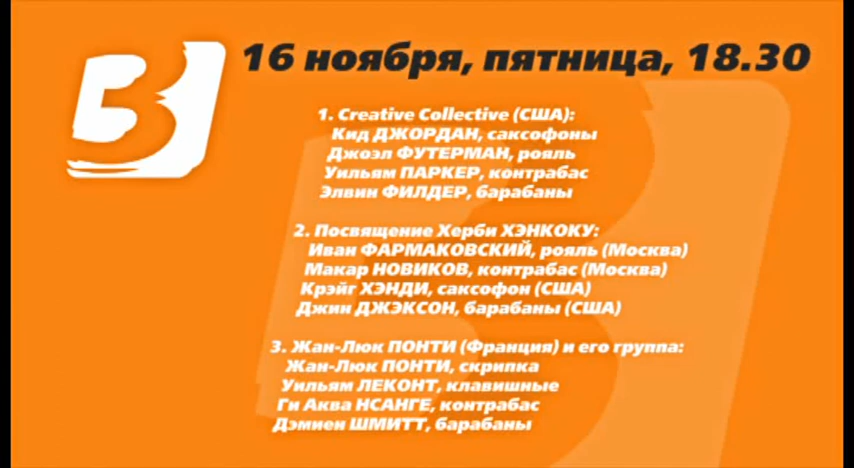 16 ноября, пятница, 18.30
1. Creative Collective (США):
Кид ДЖОРДАН, саксофоны
Джоэл ФУТЕРМАН, рояль
Уильям ПАРКЕР, контрабас
Элвин ФИЛДЕР, барабаны
2. Посвящение Херби ХЭНКОКУ:
Иван ФАРМАКОВСКИЙ, рояль (Москва)
Макар НОВИКОВ, контрабас (Москва)
Крэйг ХЭНДИ, саксофон (США)
Джин ДЖЭКСОН, барабаны (США)
3. Жан-Люк ПОНТИ (Франция) и его группа:
Жан-Люк ПОНТИ, скрипка
Уильям ЛЕКОНТ, клавишные
Ги Аква НСАНГЕ, контрабас
Дэмиен ШМИТТ, барабаны